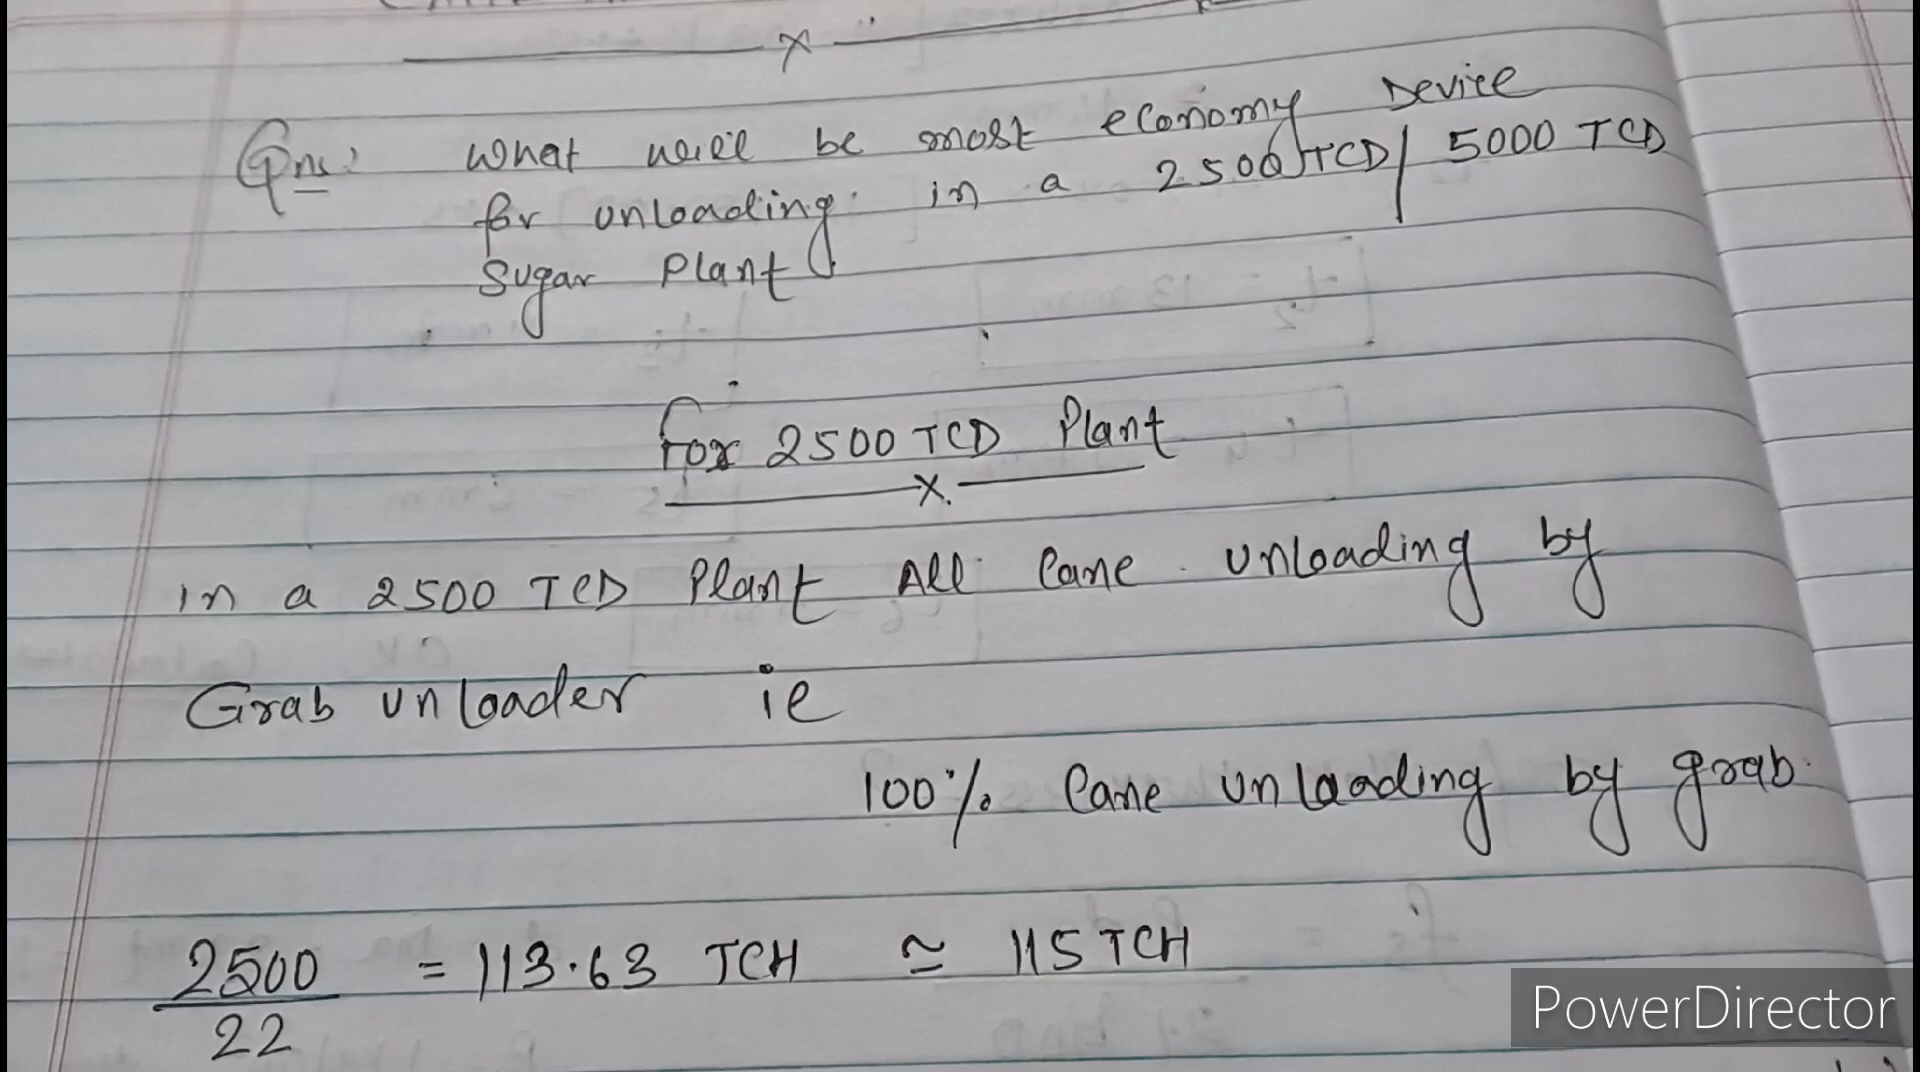 Qns: What will be most economy Device
for unloading in a 2500 TCD/ 5000 TCD
Sugar Plant
For 2500 TCD Plant
x
in a 2500 TCD Plant All Cane unloading by
Grab unloader ie
100% Cane unloading by grab.
2500/22 = 113.63 TCH ≃ 115 TCH
PowerDirector